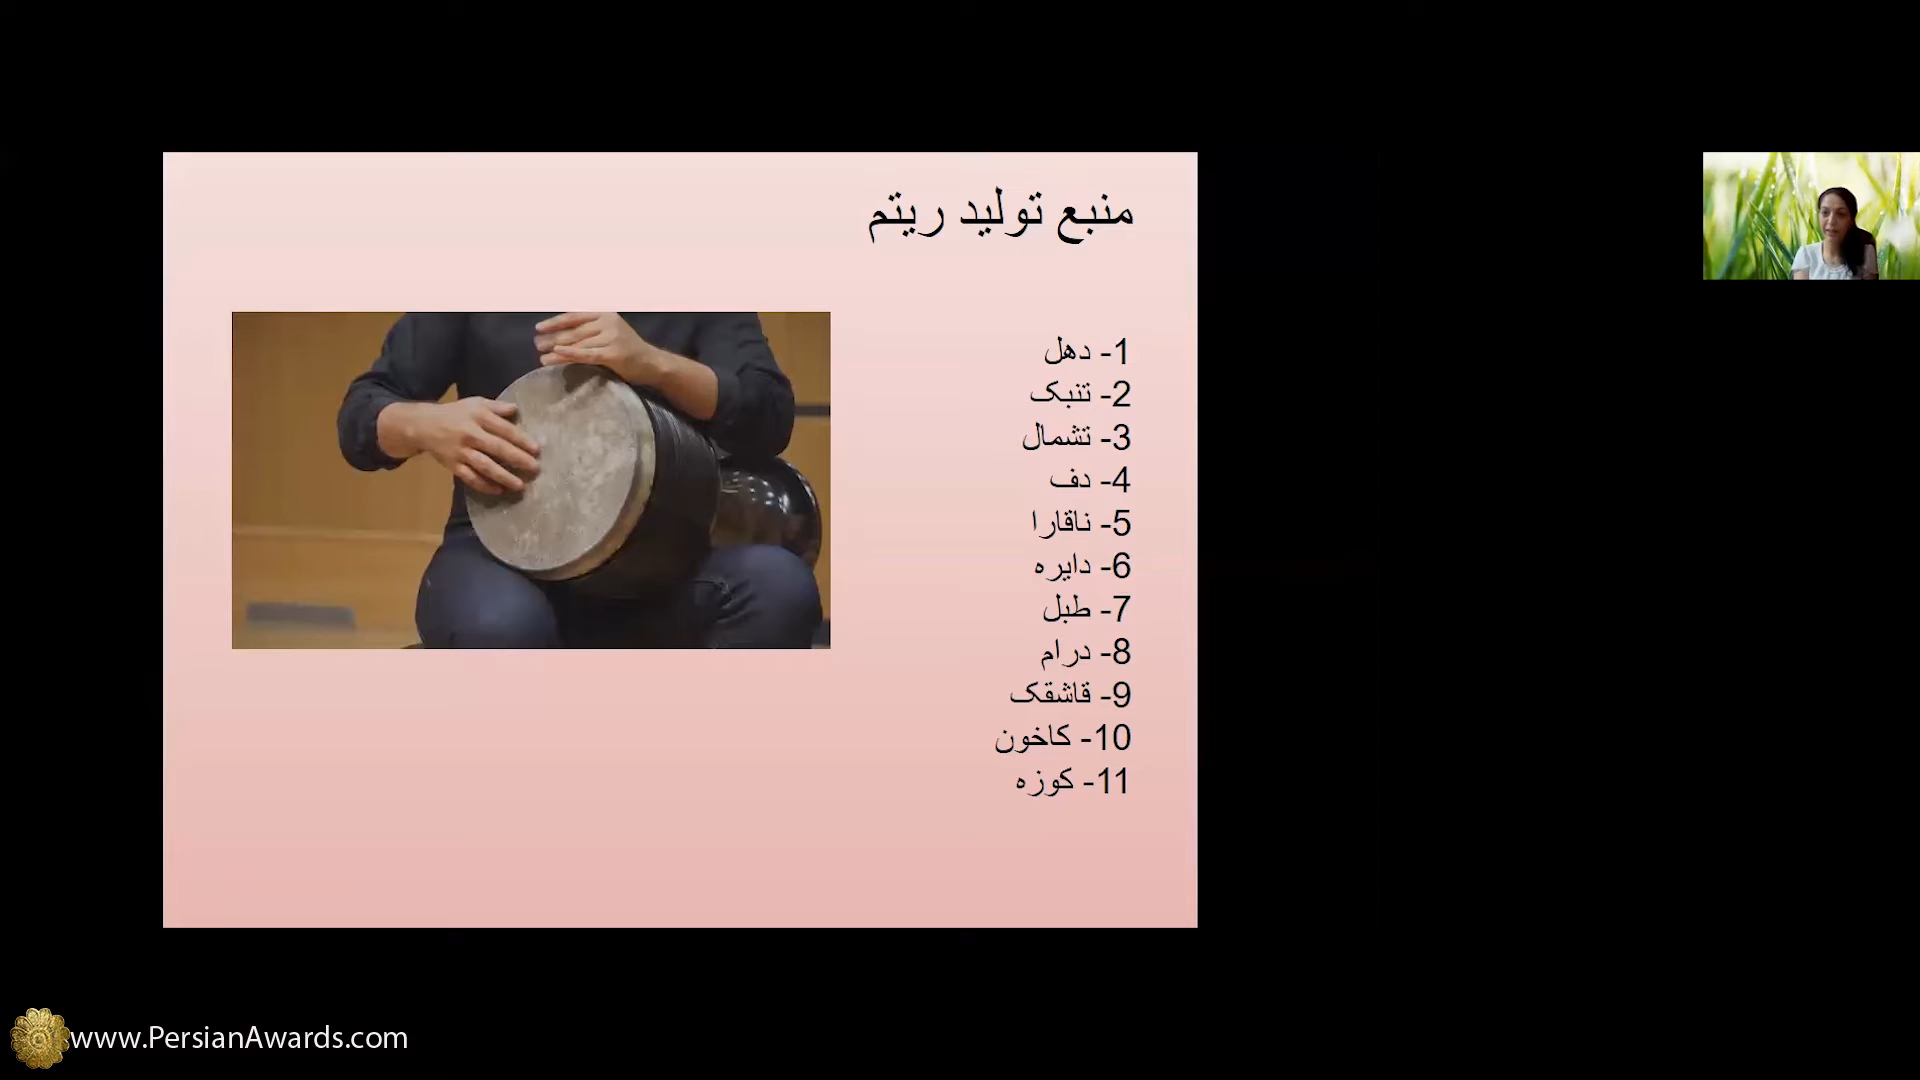 منبع تولید ریتم
1- دهل
2- تنبک
3- تشمال
4- دف
5- ناقارا
6- دایره
7- طبل
8- درام
9- قاشقک
10- کاخون
11- کوزه
www.PersianAwards.com